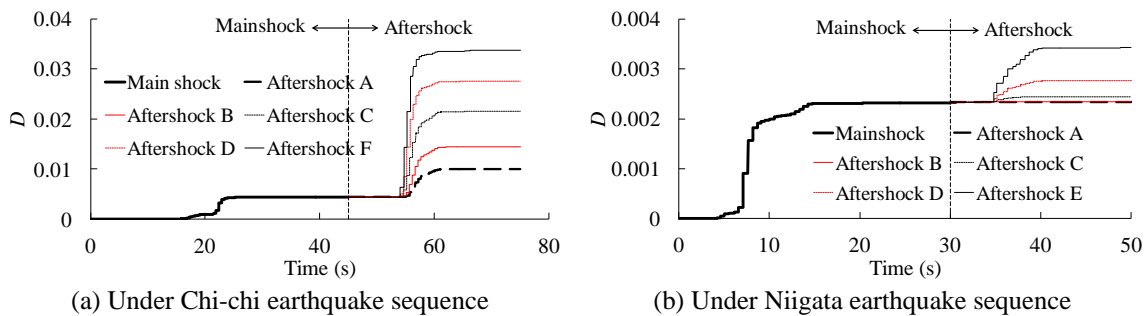 0.04
0.03
0.02
0.01
0
D
Mainshock
Aftershock
Main shock
Aftershock A
Aftershock B
Aftershock C
Aftershock D
Aftershock F
0 20 40 60 80
Time (s)
(a) Under Chi-chi earthquake sequence
0.004
0.003
0.002
0.001
0
D
Mainshock
Aftershock
Mainshock
Aftershock A
Aftershock B
Aftershock C
Aftershock D
Aftershock E
0 10 20 30 40 50
Time (s)
(b) Under Niigata earthquake sequence